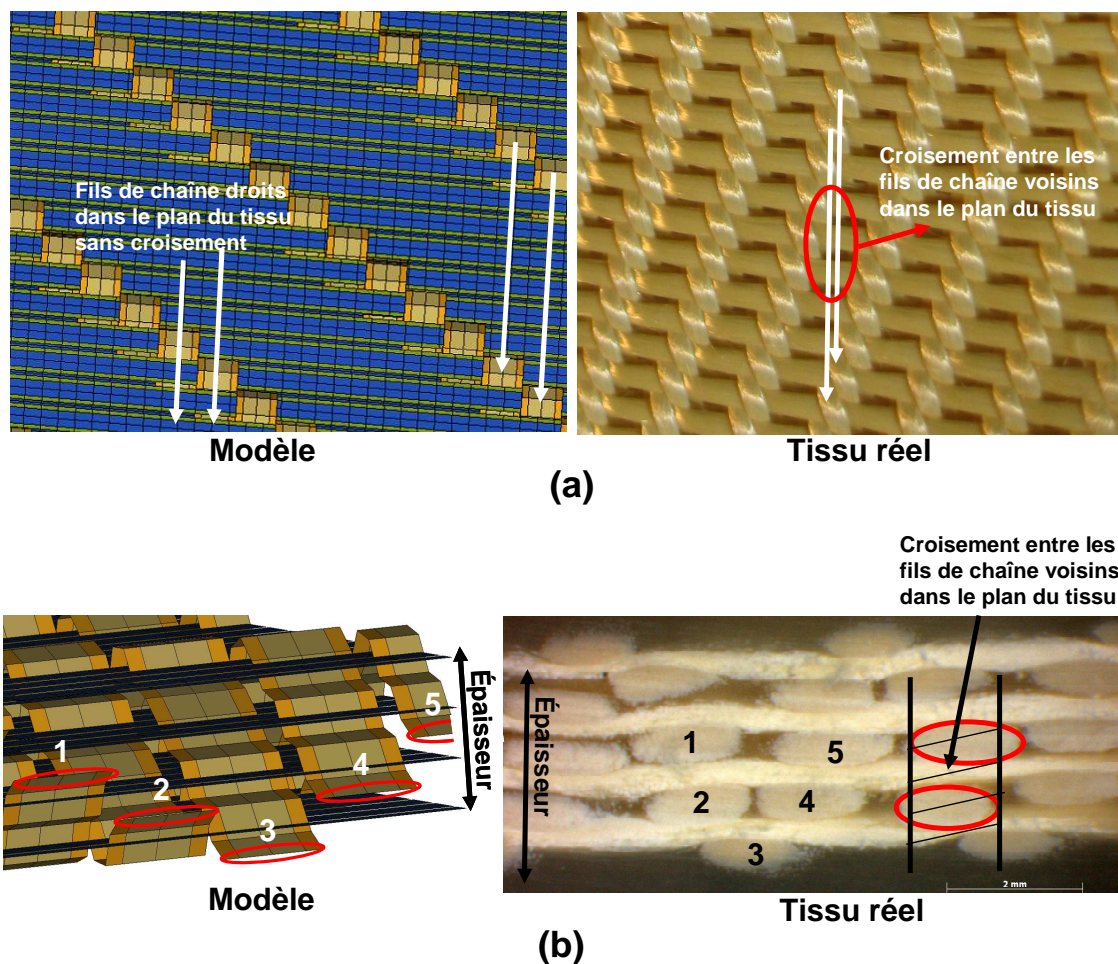 Fils de chaîne droits
dans le plan du tissu
sans croisement
Croisement entre les
fils de chaîne voisins
dans le plan du tissu
Modèle
Tissu réel
(a)
Croisement entre les
fils de chaîne voisins
dans le plan du tissu
1
2
3
4
5
Épaisseur
Épaisseur
1
5
2
4
3
2 mm
Modèle
Tissu réel
(b)